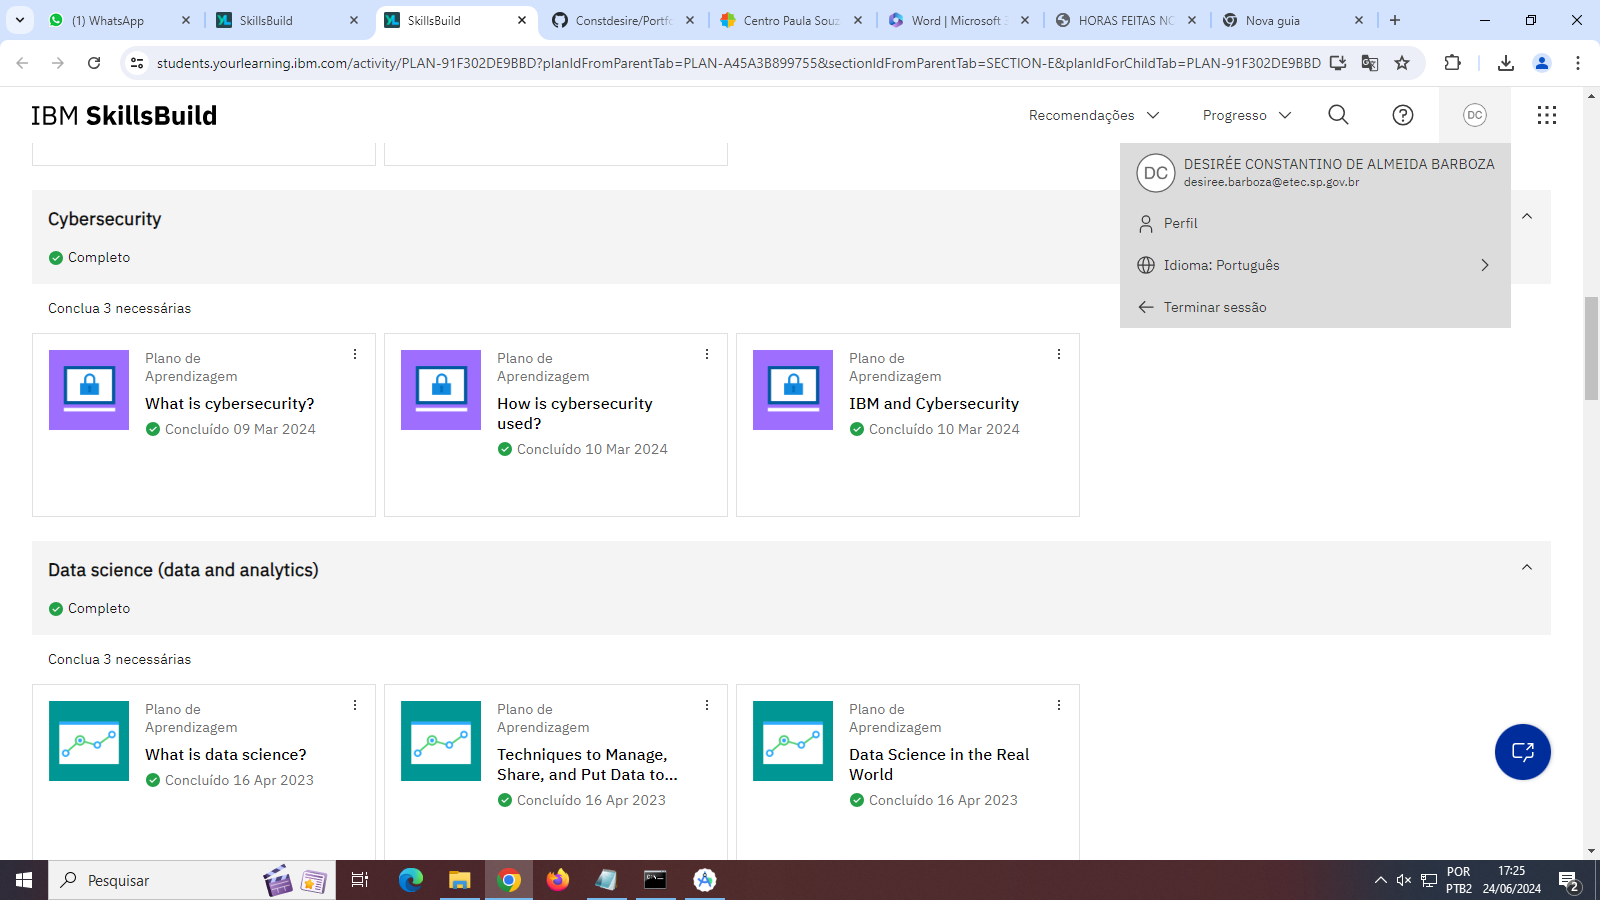 (1) WhatsApp
SkillsBuild
SkillsBuild
Constdesire/Portfo
Centro Paula Souz
Word | Microsoft 3
HORAS FEITAS NO
Nova guia
students.yourlearning.ibm.com/activity/PLAN-91F302DE9BBD?planIdFromParentTab=PLAN-A45A3B899755&sectionIdFromParentTab=SECTION-E&planIdForChildTab=PLAN-91F302DE9BBD
IBM SkillsBuild
Recomendações
Progresso
DC
DC
DESIRÉE CONSTANTINO DE ALMEIDA BARBOZA
desiree.barboza@etec.sp.gov.br
Perfil
Idioma: Português
Terminar sessão
Cybersecurity
Completo
Conclua 3 necessárias
Plano de
Aprendizagem
What is cybersecurity?
Concluído 09 Mar 2024
Plano de
Aprendizagem
How is cybersecurity
used?
Concluído 10 Mar 2024
Plano de
Aprendizagem
IBM and Cybersecurity
Concluído 10 Mar 2024
Data science (data and analytics)
Completo
Conclua 3 necessárias
Plano de
Aprendizagem
What is data science?
Concluído 16 Apr 2023
Plano de
Aprendizagem
Techniques to Manage,
Share, and Put Data to...
Concluído 16 Apr 2023
Plano de
Aprendizagem
Data Science in the Real
World
Concluído 16 Apr 2023
Pesquisar
POR
PTB2
17:25
24/06/2024
2